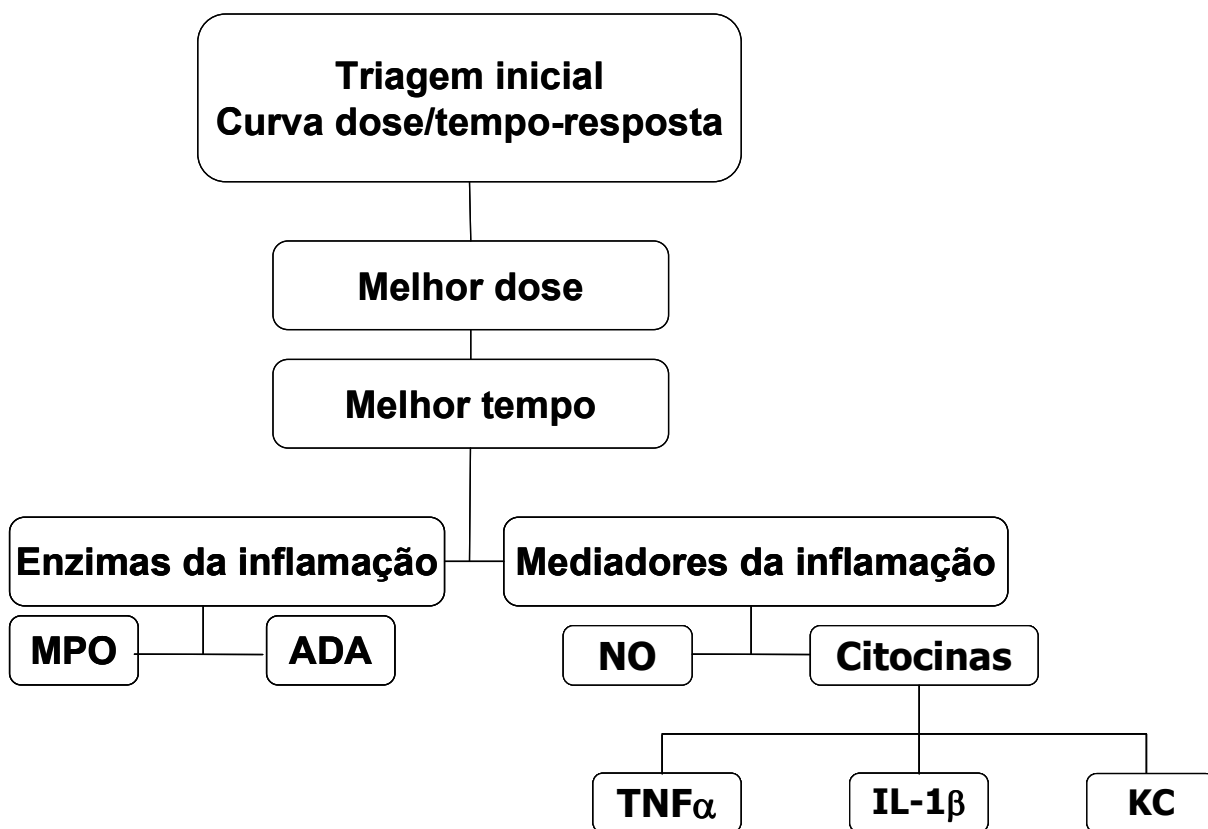 Triagem inicial
Curva dose/tempo-resposta
Melhor dose
Melhor tempo
Enzimas da inflamação
Mediadores da inflamação
MPO
ADA
NO
Citocinas
TNFα
IL-1β
KC